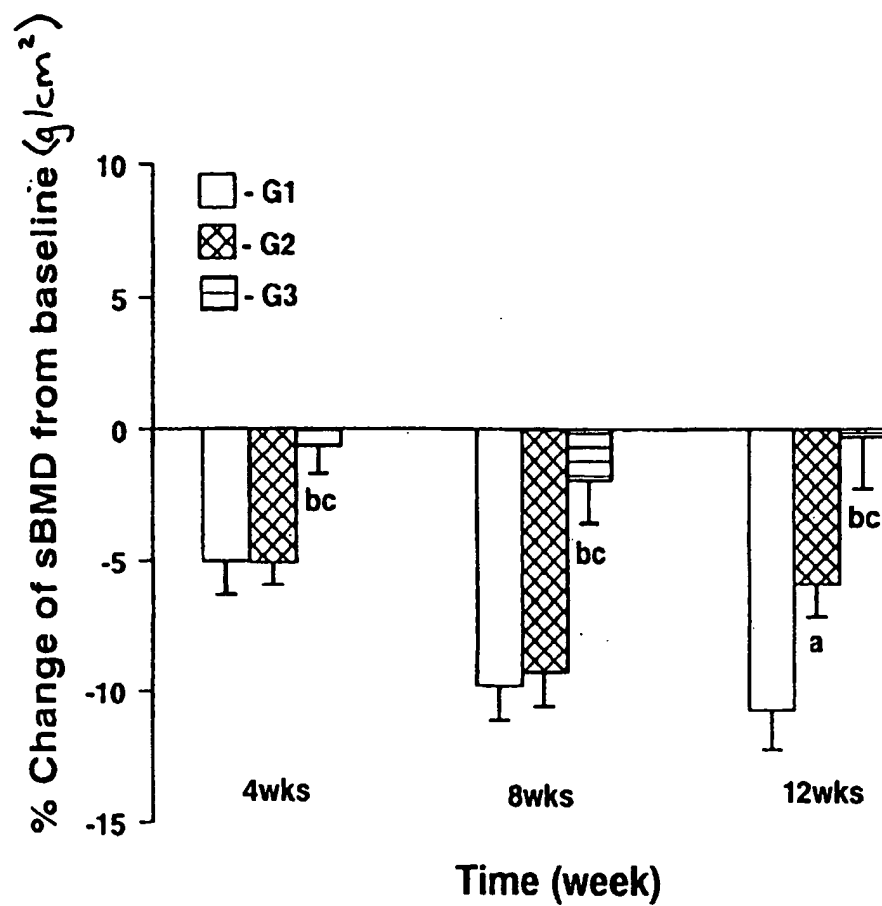 % Change of sBMD from baseline (g/cm²)
10
5
0
-5
-10
-15
- G1
- G2
- G3
bc
bc
bc
a
4wks
8wks
12wks
Time (week)